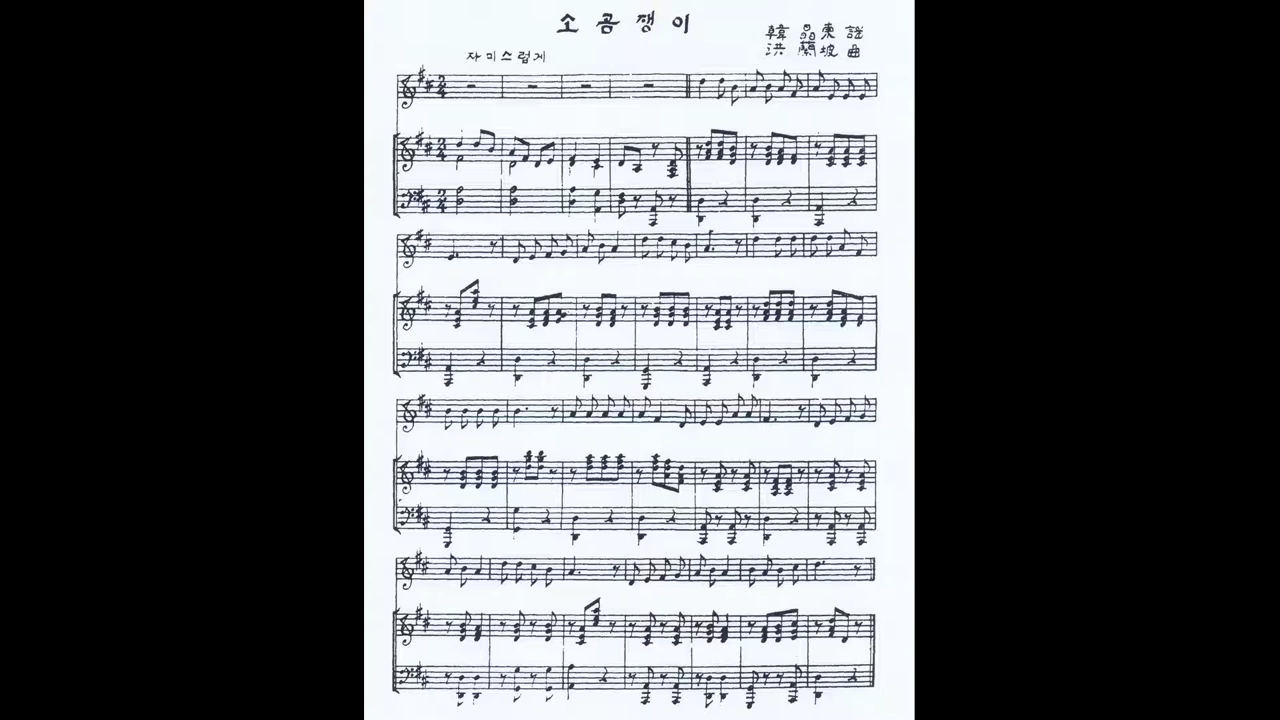 소곰쟁이
韓晶東 謠
洪蘭坡 曲
자미스럽게